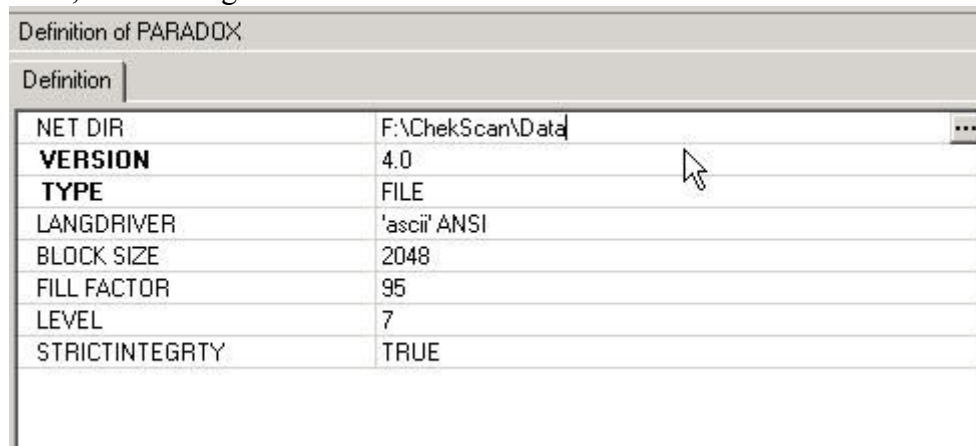 Definition of PARADOX
Definition
NET DIR F:\ChekScan\Data
VERSION 4.0
TYPE FILE
LANGDRIVER 'ascii' ANSI
BLOCK SIZE 2048
FILL FACTOR 95
LEVEL 7
STRICTINTEGRTY TRUE